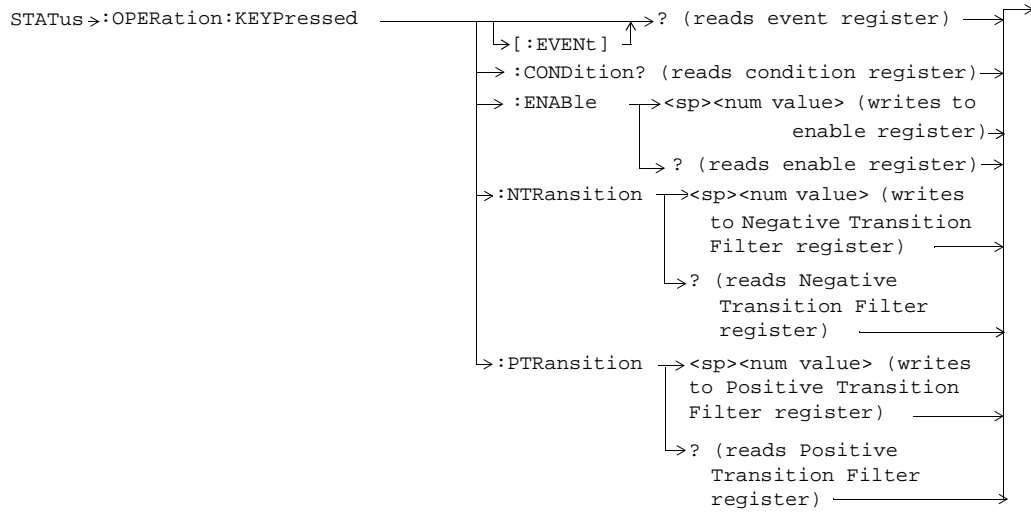 STATus :OPERation:KEYPressed ? (reads event register)
[:EVENt]
:CONDition? (reads condition register)
:ENABle <sp><num value> (writes to
enable register)
? (reads enable register)
:NTRansition <sp><num value> (writes
to Negative Transition
Filter register)
? (reads Negative
Transition Filter
register)
:PTRansition <sp><num value> (writes
to Positive Transition
Filter register)
? (reads Positive
Transition Filter
register)